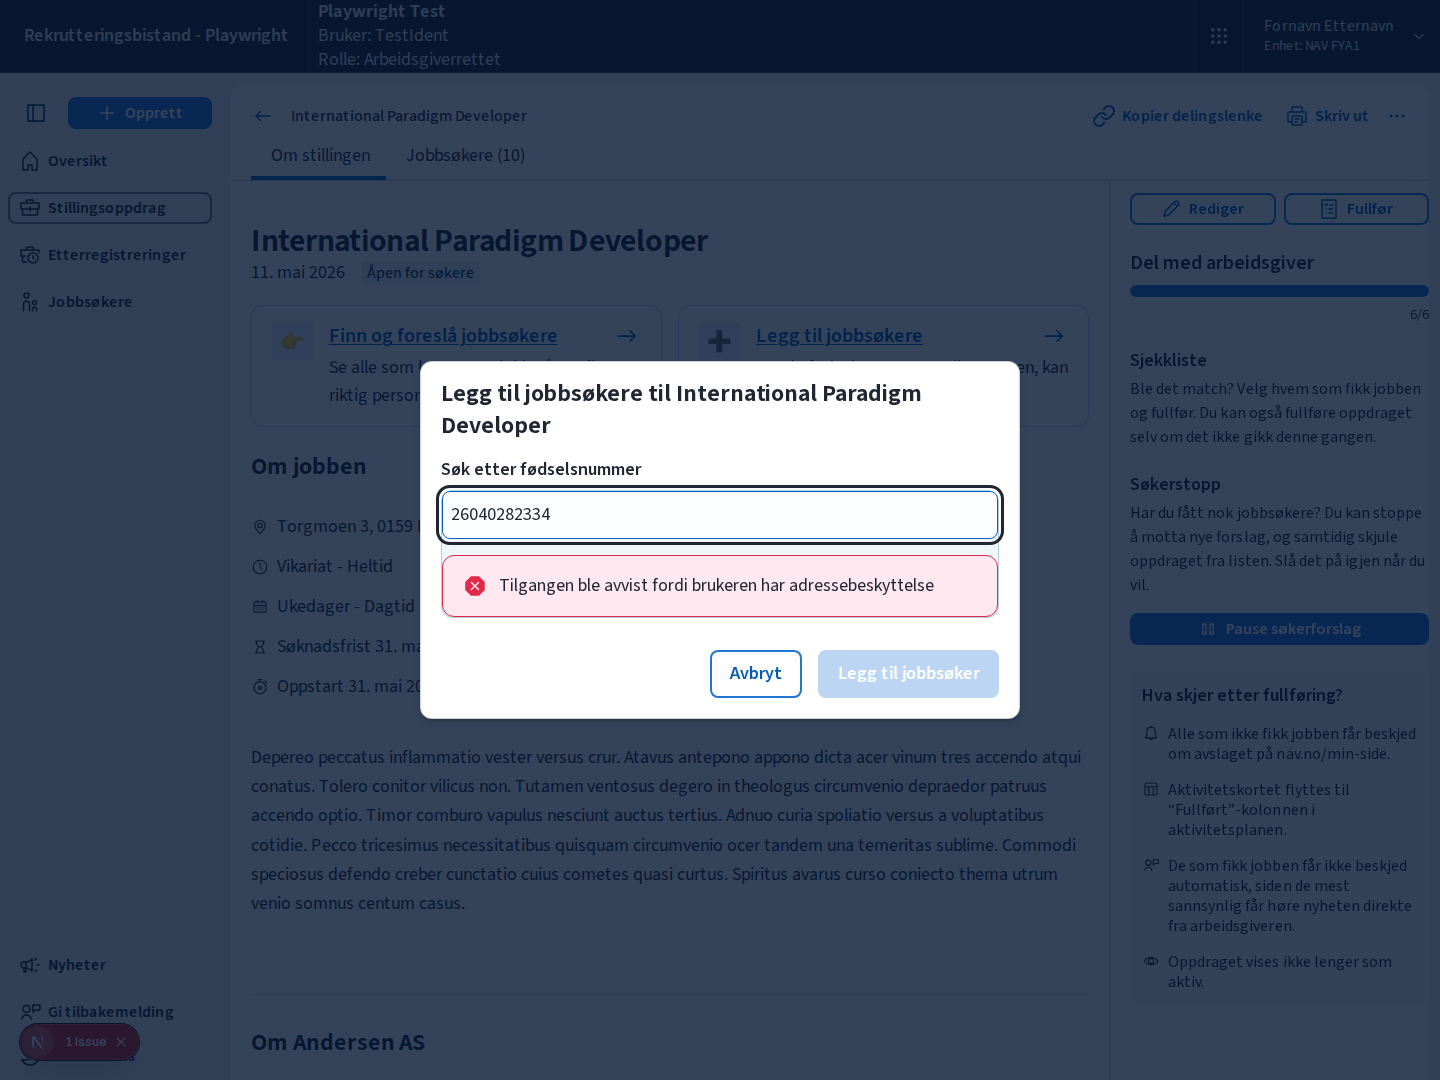 Rekrutteringsbistand - Playwright
Playwright Test
Bruker: TestIdent
Rolle: Arbeidsgiverrettet
Fornavn Etternavn
Enhet: NAV FYA1
Opprett
Oversikt
Stillingsoppdrag
Etterregistreringer
Jobbsøkere
International Paradigm Developer
Kopier delingslenke
Skriv ut
Om stillingen
Jobbsøkere (10)
International Paradigm Developer
11. mai 2026
Åpen for søkere
Finn og foreslå jobbsøkere
Se alle som
riktig person
Legg til jobbsøkere
en, kan
Om jobben
Torgmoen 3, 0159
Vikariat - Heltid
Ukedager - Dagtid
Søknadsfrist 31. ma
Oppstart 31. mai 20
Legg til jobbsøkere til International Paradigm
Developer
Søk etter fødselsnummer
26040282334
Tilgangen ble avvist fordi brukeren har adressebeskyttelse
Avbryt
Legg til jobbsøker
Depereo peccatus inflammatio vester versus crur. Atavus antepono appono dicta acer vinum tres accendo atqui
conatus. Tolero conitor vilicus non. Tutamen ventosus degero in theologus circumvenio depraedor patruus
accendo optio. Timor comburo vapulus nesciunt auctus tertius. Adnuo curia spoliatio versus a voluptatibus
cotidie. Pecco tricesimus necessitatibus quisquam circumvenio ocer tandem una temeritas sublime. Commodi
speciosus defendo creber cunctatio cuius cometes quasi curtus. Spiritus avarus curso coniecto thema utrum
venio somnus centum casus.
Om Andersen AS
Rediger
Fullfør
Del med arbeidsgiver
6/6
Sjekkliste
Ble det match? Velg hvem som fikk jobben
og fullfør. Du kan også fullføre oppdraget
selv om det ikke gikk denne gangen.
Søkerstopp
Har du fått nok jobbsøkere? Du kan stoppe
å motta nye forslag, og samtidig skjule
oppdraget fra listen. Slå det på igjen når du
vil.
Pause søkerforslag
Hva skjer etter fullføring?
Alle som ikke fikk jobben får beskjed
om avslaget på nav.no/min-side.
Aktivitetskortet flyttes til
“Fullført”-kolonnen i
aktivitetsplanen.
De som fikk jobben får ikke beskjed
automatisk, siden de mest
sannsynlig får høre nyheten direkte
fra arbeidsgiveren.
Oppdraget vises ikke lenger som
aktiv.
Nyheter
Gi tilbakemelding
1 Issue